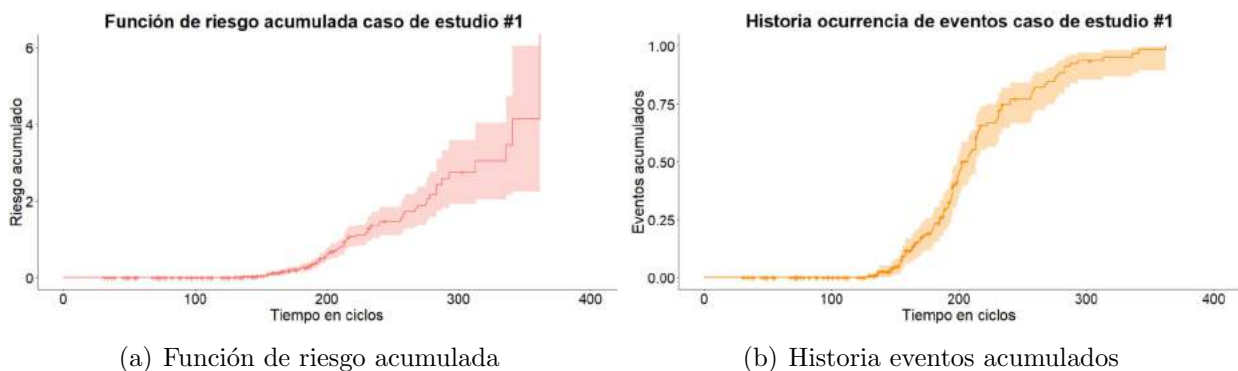 Función de riesgo acumulada caso de estudio #1
Riesgo acumulado
6
4
2
0
0 100 200 300 400
Tiempo en ciclos
(a) Función de riesgo acumulada
Historia ocurrencia de eventos caso de estudio #1
Eventos acumulados
1.00
0.75
0.50
0.25
0.00
0 100 200 300 400
Tiempo en ciclos
(b) Historia eventos acumulados